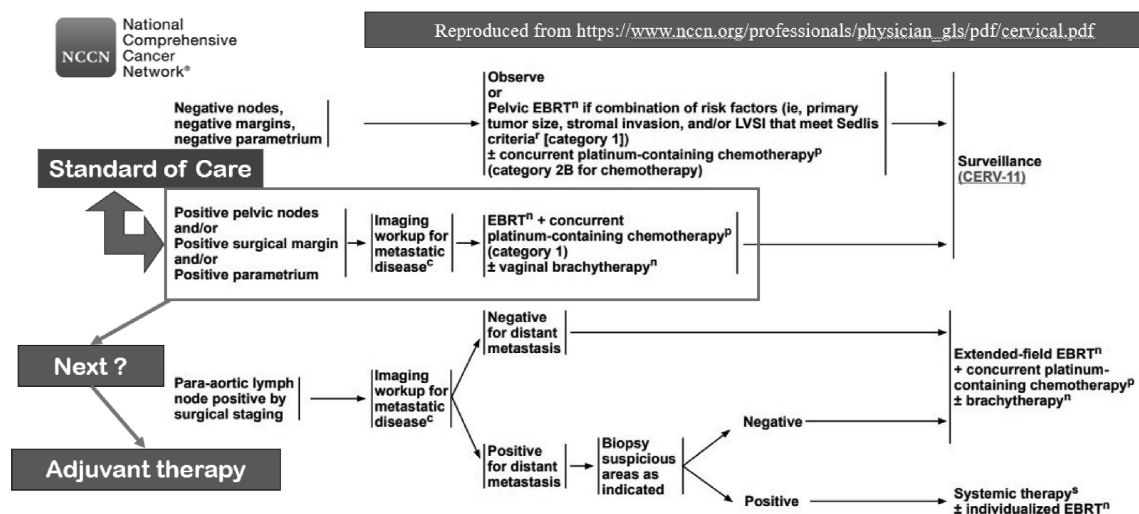 NCCN
National
Comprehensive
Cancer
Network®
Reproduced from https://www.nccn.org/professionals/physician_gls/pdf/cervical.pdf
Negative nodes,
negative margins,
negative parametrium
Observe
or
Pelvic EBRTⁿ if combination of risk factors (ie, primary
tumor size, stromal invasion, and/or LVSI that meet Sedlis
criteriaʳ [category 1])
± concurrent platinum-containing chemotherapyᵖ
(category 2B for chemotherapy)
Surveillance
(CERV-11)
Standard of Care
Positive pelvic nodes
and/or
Positive surgical margin
and/or
Positive parametrium
Imaging
workup for
metastatic
diseaseᶜ
EBRTⁿ + concurrent
platinum-containing chemotherapyᵖ
(category 1)
± vaginal brachytherapyⁿ
Next ?
Adjuvant therapy
Para-aortic lymph
node positive by
surgical staging
Imaging
workup for
metastatic
diseaseᶜ
Negative
for distant
metastasis
Positive
for distant
metastasis
Biopsy
suspicious
areas as
indicated
Negative
Positive
Extended-field EBRTⁿ
+ concurrent platinum-
containing chemotherapyᵖ
± brachytherapyⁿ
Systemic therapyˢ
± individualized EBRTⁿ